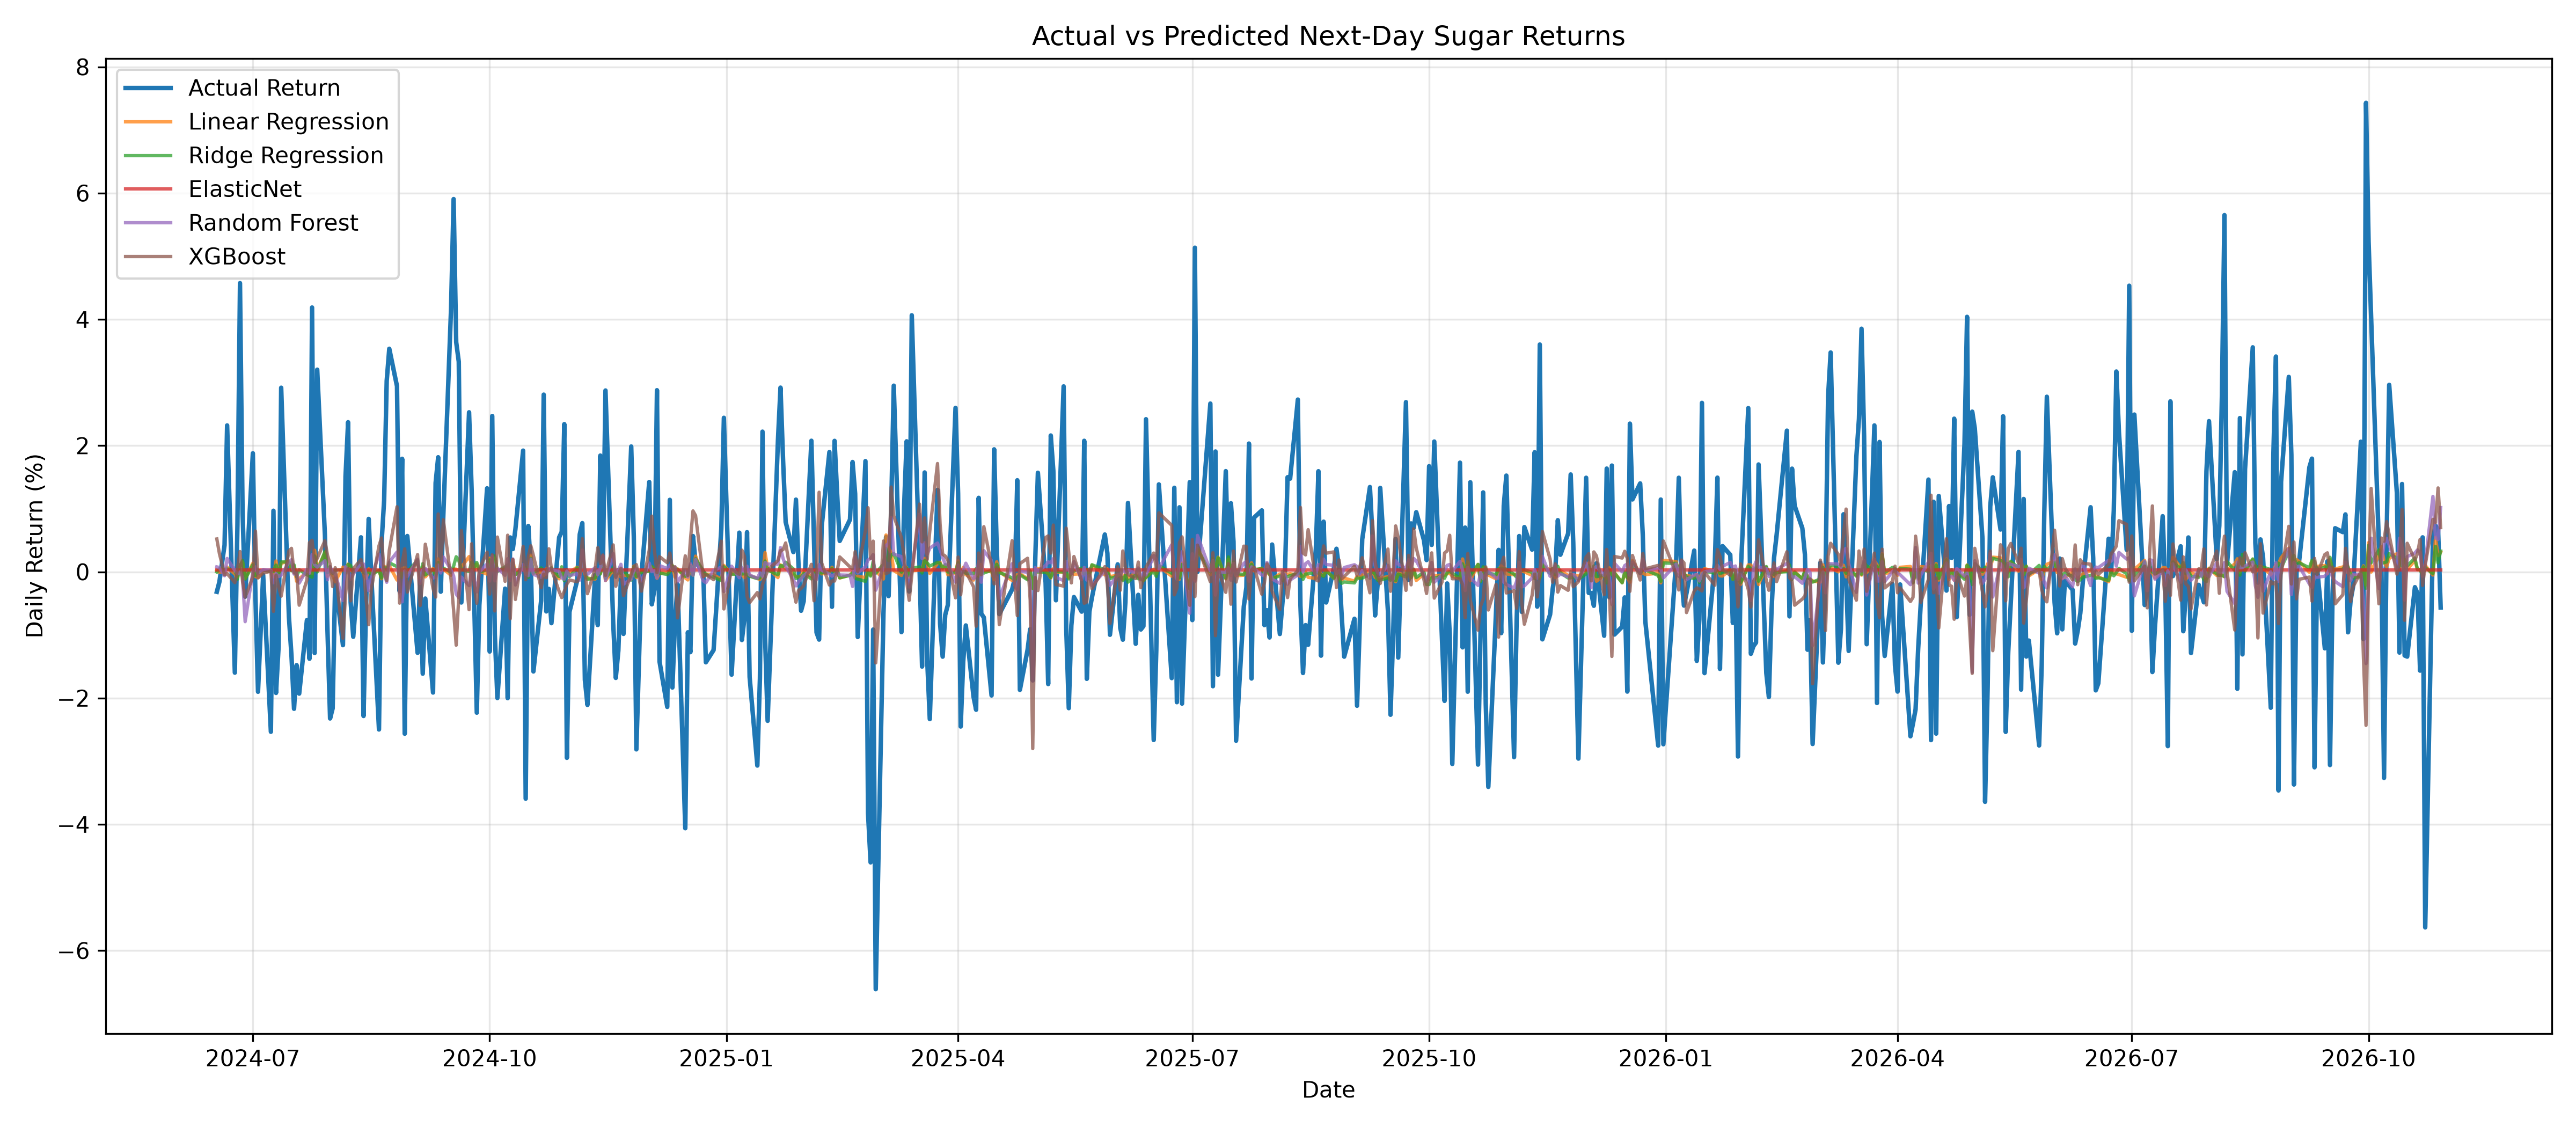 Actual vs Predicted Next-Day Sugar Returns
Actual Return
Linear Regression
Ridge Regression
ElasticNet
Random Forest
XGBoost
Daily Return (%)
8
6
4
2
0
−2
−4
−6
2024-07 2024-10 2025-01 2025-04 2025-07 2025-10 2026-01 2026-04 2026-07 2026-10
Date